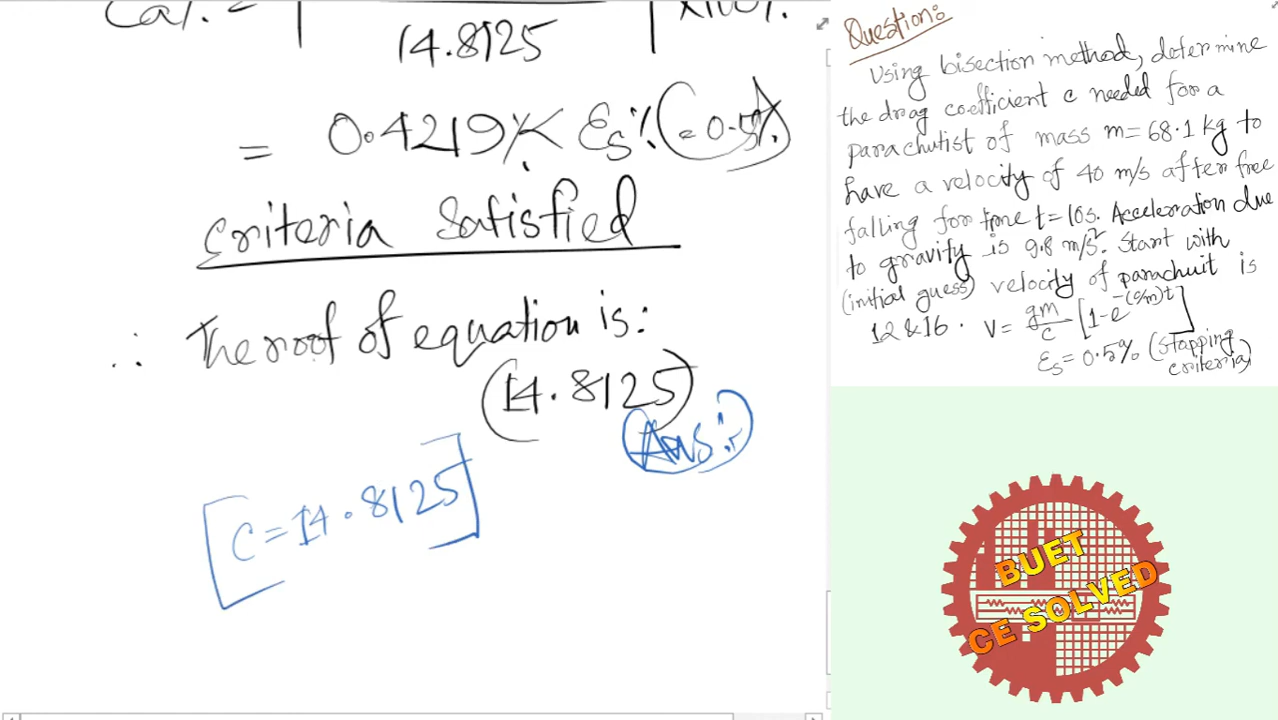 Cal. =
x100%.
14.8125
= 0.4219% < Es% (= 0.5%)
Criteria Satisfied
∴ The roof of equation is:
(14.8125)
Ans:
[C = 14.8125]
Question:
Using bisection method, determine
the drag coefficient c needed for a
parachutist of mass m = 68.1 kg to
have a velocity of 40 m/s after free
falling for time t = 10s. Acceleration due
to gravity is 9.8 m/s². Start with
(initial guess) velocity of parachuit is
12 & 16. V = gm/c [1-e^-(c/m)t]
Es = 0.5% (stopping
criteria)
BUET
CE SOLVED